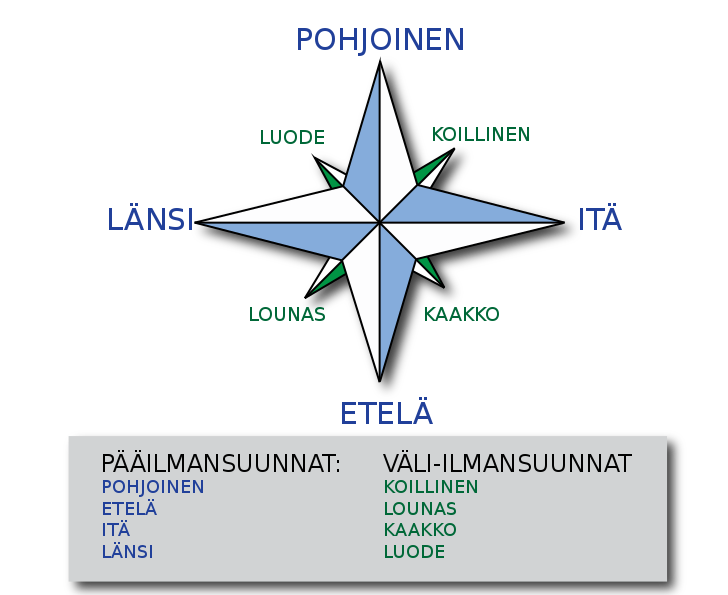 POHJOINEN
LUODE
KOILLINEN
LÄNSI
ITÄ
LOUNAS
KAAKKO
ETELÄ
PÄÄILMANSUUNNAT:
POHJOINEN
ETELÄ
ITÄ
LÄNSI
VÄLI-ILMANSUUNNAT
KOILLINEN
LOUNAS
KAAKKO
LUODE